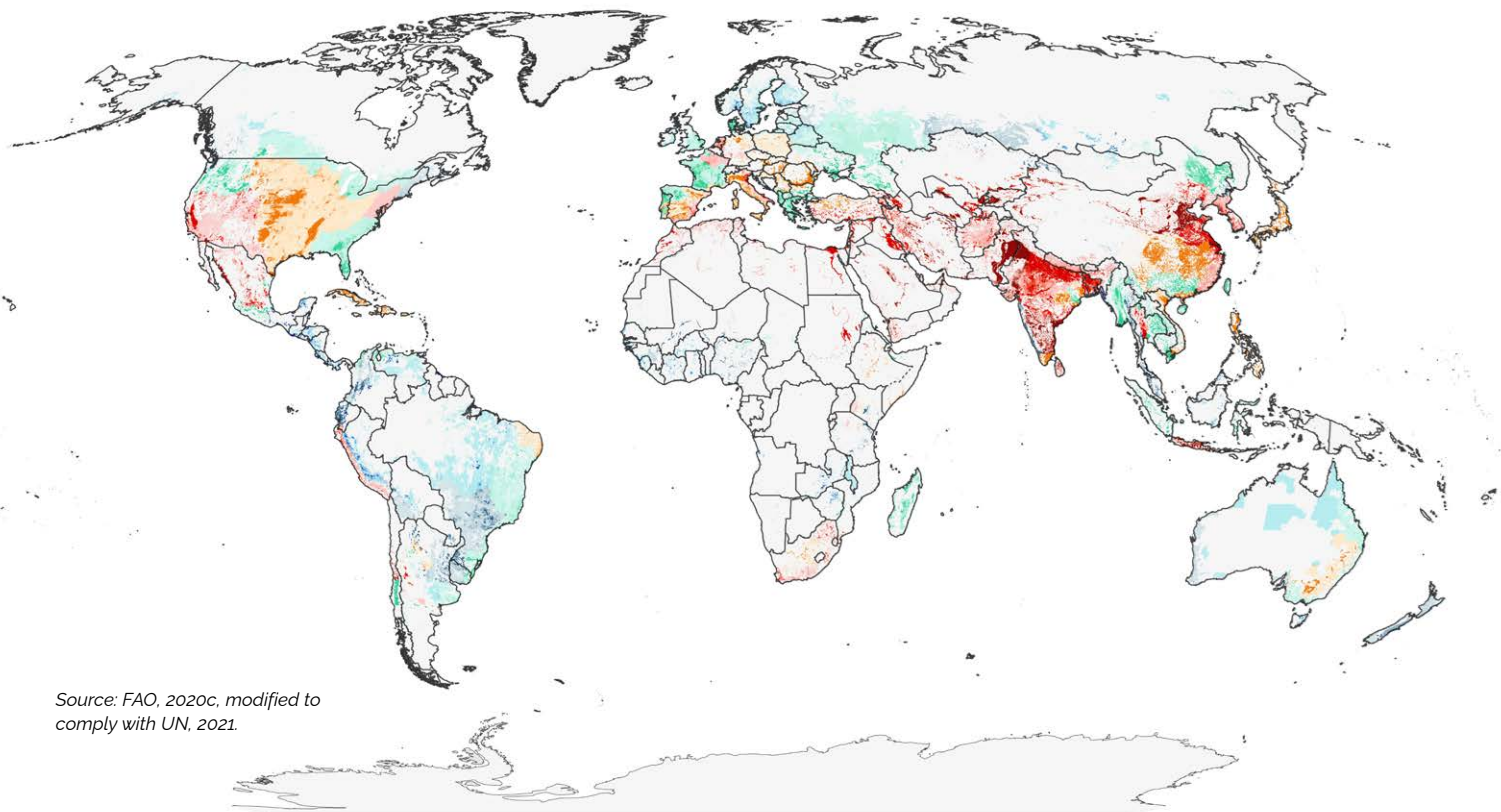 Source: FAO, 2020c, modified to
comply with UN, 2021.